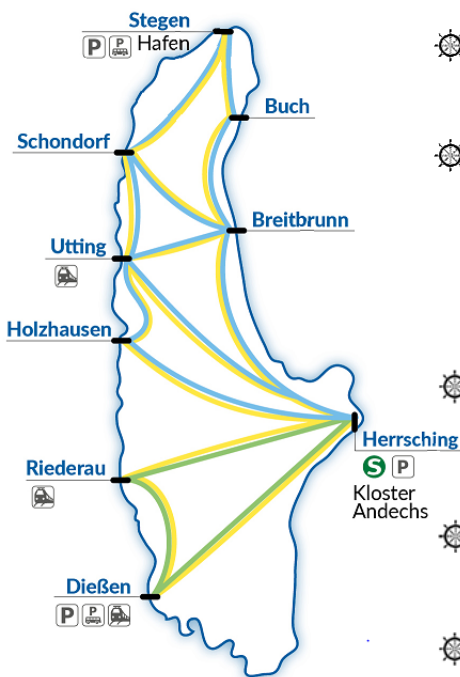 Stegen
P P Hafen
Buch
Schondorf
Breitbrunn
Utting
Holzhausen
Herrsching
S P
Riederau
Kloster
Andechs
Dießen
P P